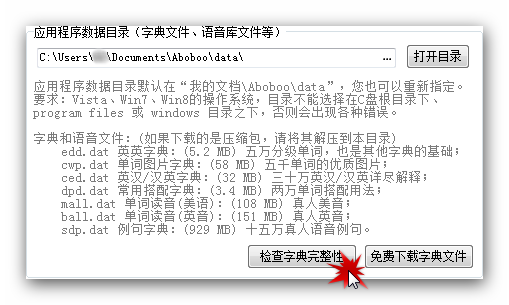 应用程序数据目录（字典文件、语音库文件等）
C:\Users\ \Documents\Aboboo\data\ ... 打开目录
应用程序数据目录默认在“我的文档\Aboboo\data”，您也可以重新指定。
要求：Vista、Win7、Win8的操作系统，目录不能选择在C盘根目录下、
program files 或 windows 目录之下，否则会出现各种错误。
字典和语音文件：(如果下载的是压缩包，请将其解压到本目录)
edd.dat 英英字典：(5.2 MB) 五万分级单词，也是其他字典的基础；
cwp.dat 单词图片字典：(58 MB) 五千单词的优质图片；
ced.dat 英汉/汉英字典：(32 MB) 三十万英汉/汉英详尽解释；
dpd.dat 常用搭配字典：(3.4 MB) 两万单词搭配用法；
mall.dat 单词读音(美语)：(108 MB) 真人美音；
ball.dat 单词读音(英音)：(151 MB) 真人英音；
sdp.dat 例句字典：(929 MB) 十五万真人语音例句。
检查字典完整性 免费下载字典文件